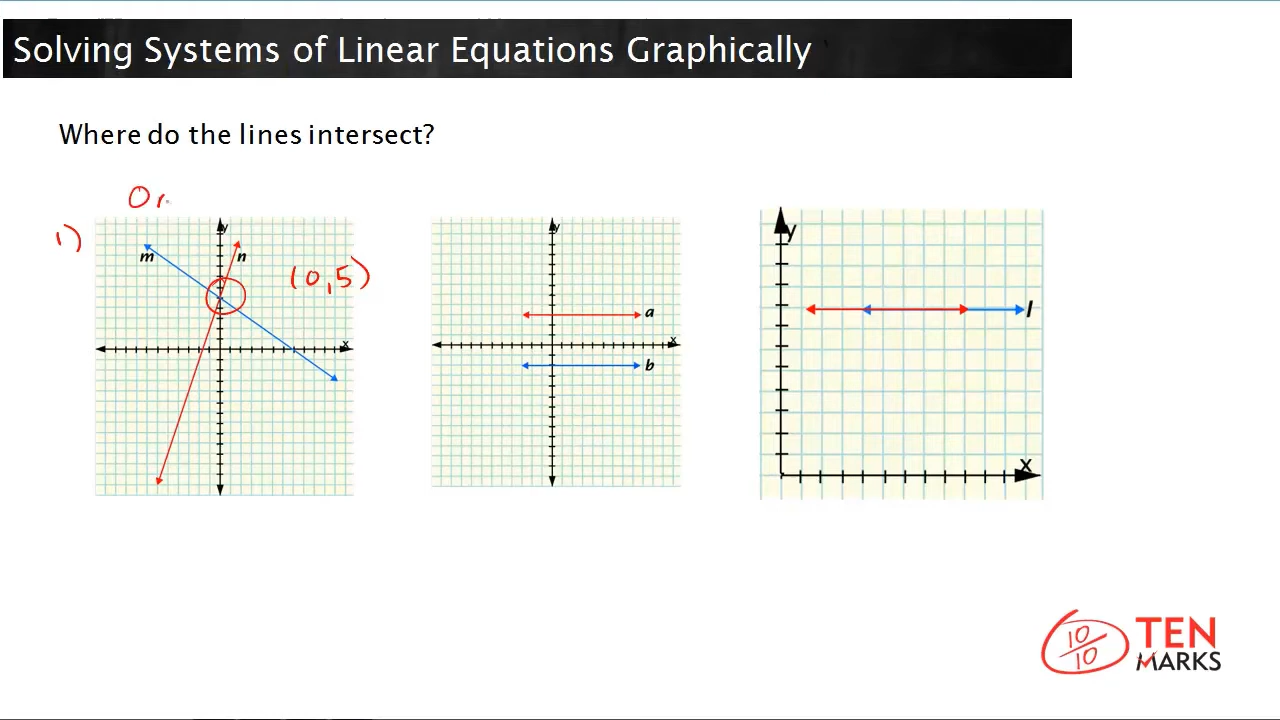 Solving Systems of Linear Equations Graphically
Where do the lines intersect?
1)
y
m
n
(0,5)
x
y
a
x
b
y
l
x
10
10
TEN
MARKS